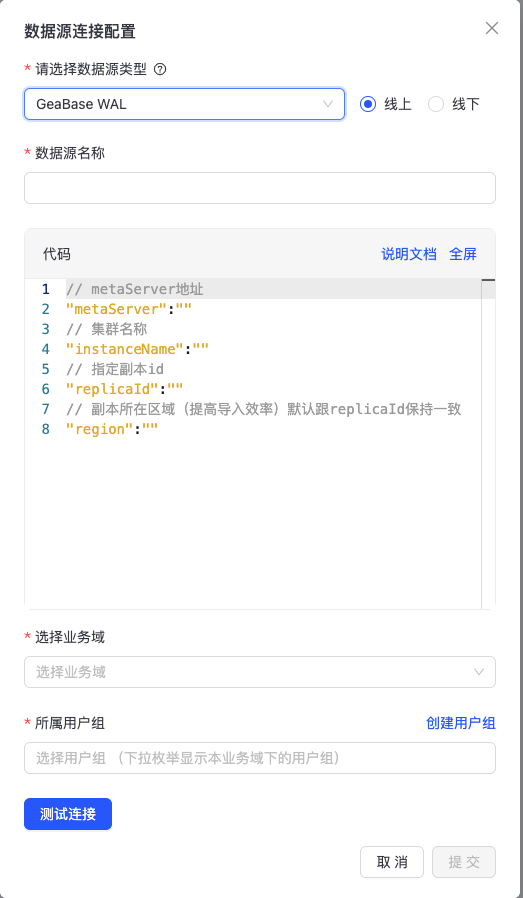 数据源连接配置
* 请选择数据源类型
GeaBase WAL
线上
线下
* 数据源名称
代码
说明文档
全屏
1 // metaServer地址
2 "metaServer":""
3 // 集群名称
4 "instanceName":""
5 // 指定副本id
6 "replicaId":""
7 // 副本所在区域（提高导入效率）默认跟replicaId保持一致
8 "region":""
* 选择业务域
选择业务域
* 所属用户组
创建用户组
选择用户组 （下拉枚举显示本业务域下的用户组）
测试连接
取 消
提 交